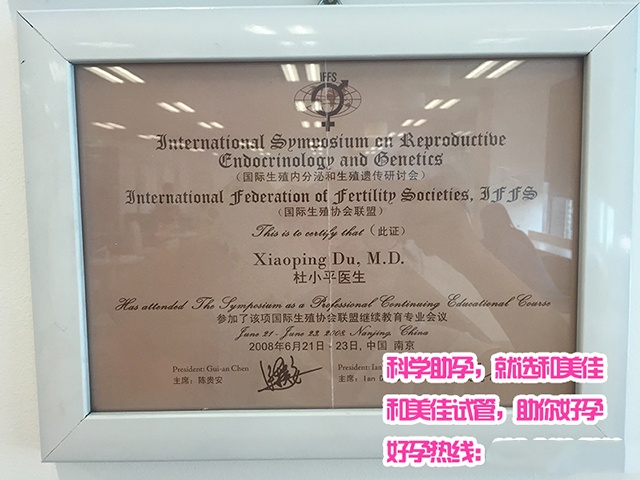 IFFS
International Symposium on Reproductive
Endocrinology and Genetics
(国际生殖内分泌和生殖遗传研讨会)
International Federation of Fertility Societies, IFFS
(国际生殖协会联盟)
This is to certify that (此证)
Xiaoping Du, M.D.
杜小平医生
Has attended The Symposium as a Professional Continuing Educational Course
参加了该项国际生殖协会联盟继续教育专业会议
June 21 - June 23, 2008, Nanjing, China
2008年6月21日 - 23日, 中国 南京
President: Gui-an Chen
主席: 陈贵安
President: Ian
主席: Ian
科学助孕，就选和美佳
和美佳试管，助你好孕
好孕热线: